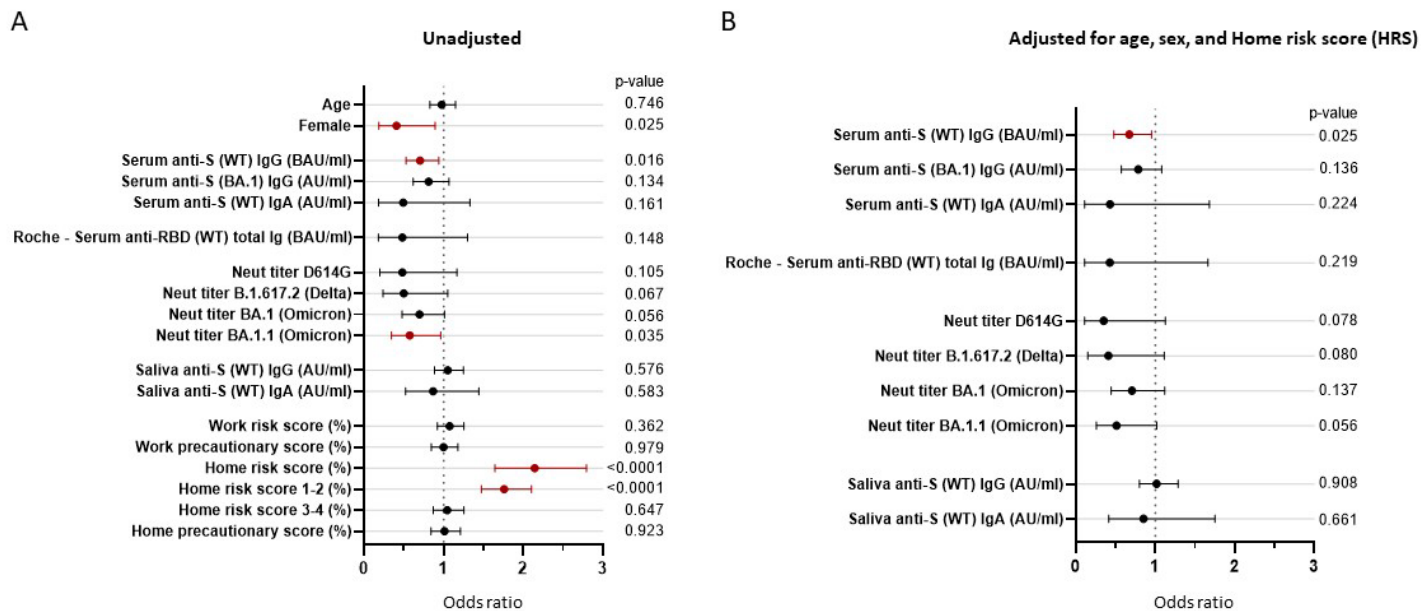 A
Unadjusted
p-value
Age 0.746
Female 0.025
Serum anti-S (WT) IgG (BAU/ml) 0.016
Serum anti-S (BA.1) IgG (AU/ml) 0.134
Serum anti-S (WT) IgA (AU/ml) 0.161
Roche - Serum anti-RBD (WT) total Ig (BAU/ml) 0.148
Neut titer D614G 0.105
Neut titer B.1.617.2 (Delta) 0.067
Neut titer BA.1 (Omicron) 0.056
Neut titer BA.1.1 (Omicron) 0.035
Saliva anti-S (WT) IgG (AU/ml) 0.576
Saliva anti-S (WT) IgA (AU/ml) 0.583
Work risk score (%) 0.362
Work precautionary score (%) 0.979
Home risk score (%) <0.0001
Home risk score 1-2 (%) <0.0001
Home risk score 3-4 (%) 0.647
Home precautionary score (%) 0.923
0 1 2 3
Odds ratio
B
Adjusted for age, sex, and Home risk score (HRS)
p-value
Serum anti-S (WT) IgG (BAU/ml) 0.025
Serum anti-S (BA.1) IgG (AU/ml) 0.136
Serum anti-S (WT) IgA (AU/ml) 0.224
Roche - Serum anti-RBD (WT) total Ig (BAU/ml) 0.219
Neut titer D614G 0.078
Neut titer B.1.617.2 (Delta) 0.080
Neut titer BA.1 (Omicron) 0.137
Neut titer BA.1.1 (Omicron) 0.056
Saliva anti-S (WT) IgG (AU/ml) 0.908
Saliva anti-S (WT) IgA (AU/ml) 0.661
0 1 2 3
Odds ratio